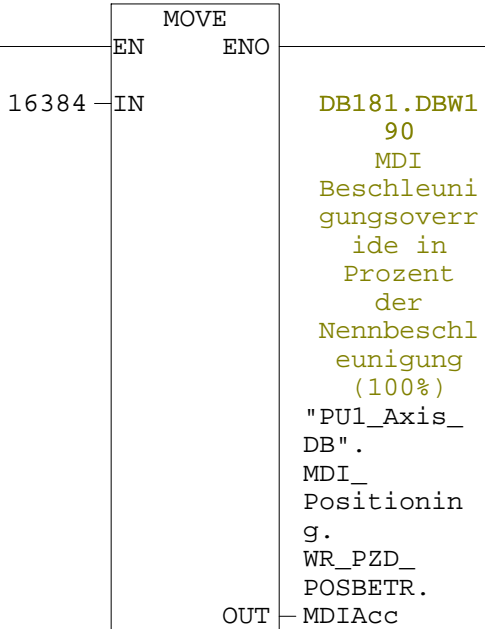 MOVE
EN ENO
16384 IN DB181.DBW1
90
MDI
Beschleuni
gungsoverr
ide in
Prozent
der
Nennbeschl
eunigung
(100%)
"PU1_Axis_
DB".
MDI_
Positionin
g.
WR_PZD_
POSBETR.
OUT MDIAcc